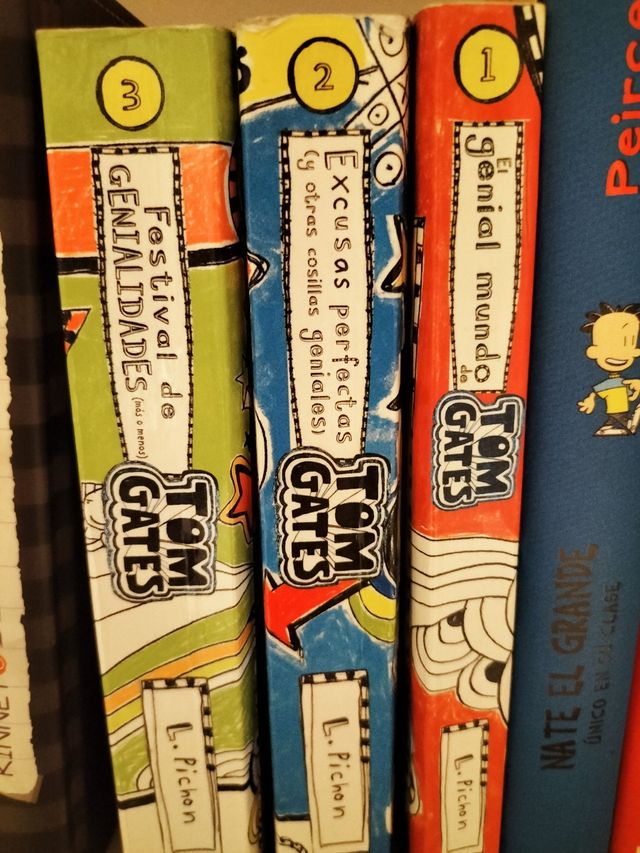 3
Festival de
GENIALIDADES (más o menos)
TOM
GATES
L. Pichon
2
Excusas perfectas
(y otras cosillas geniales)
TOM
GATES
L. Pichon
1
El
genial mundo
de
TOM
GATES
L. Pichon
NATE EL GRANDE
ÚNICO EN SU CLASE